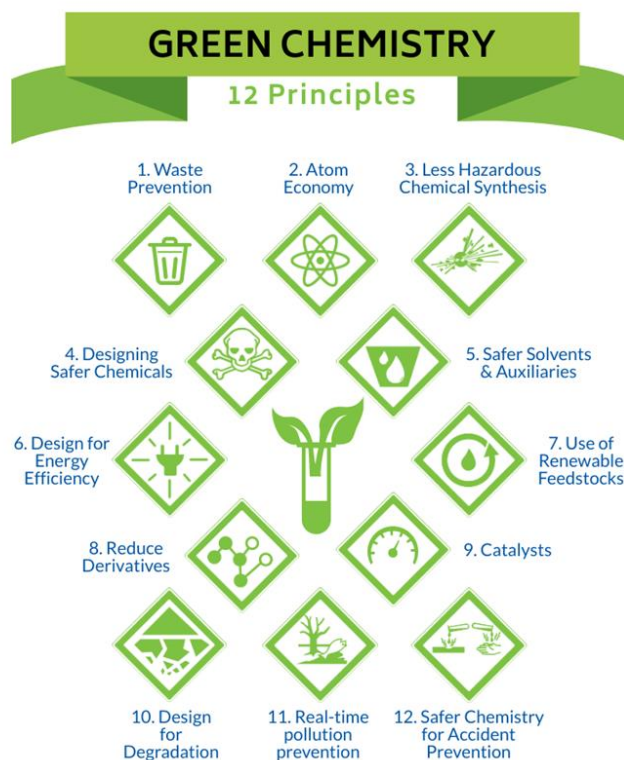 GREEN CHEMISTRY
12 Principles
1. Waste
Prevention
2. Atom
Economy
3. Less Hazardous
Chemical Synthesis
4. Designing
Safer Chemicals
5. Safer Solvents
& Auxiliaries
6. Design for
Energy
Efficiency
7. Use of
Renewable
Feedstocks
8. Reduce
Derivatives
9. Catalysts
10. Design
for
Degradation
11. Real-time
pollution
prevention
12. Safer Chemistry
for Accident
Prevention